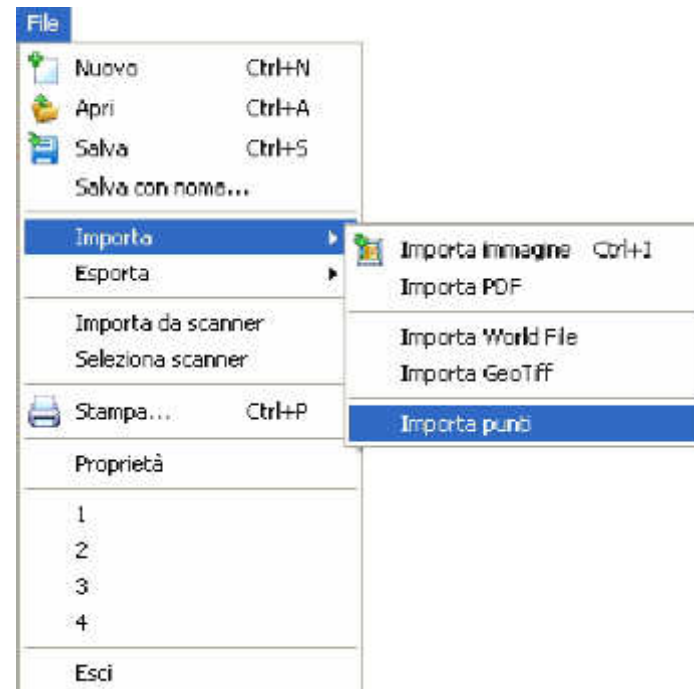 File
Nuovo Ctrl+N
Apri Ctrl+A
Salva Ctrl+S
Salva con nome...
Importa
Esporta
Importa da scanner
Seleziona scanner
Stampa... Ctrl+P
Proprietà
1
2
3
4
Esci
Importa immagine Ctrl+I
Importa PDF
Importa World File
Importa GeoTiff
Importa punti